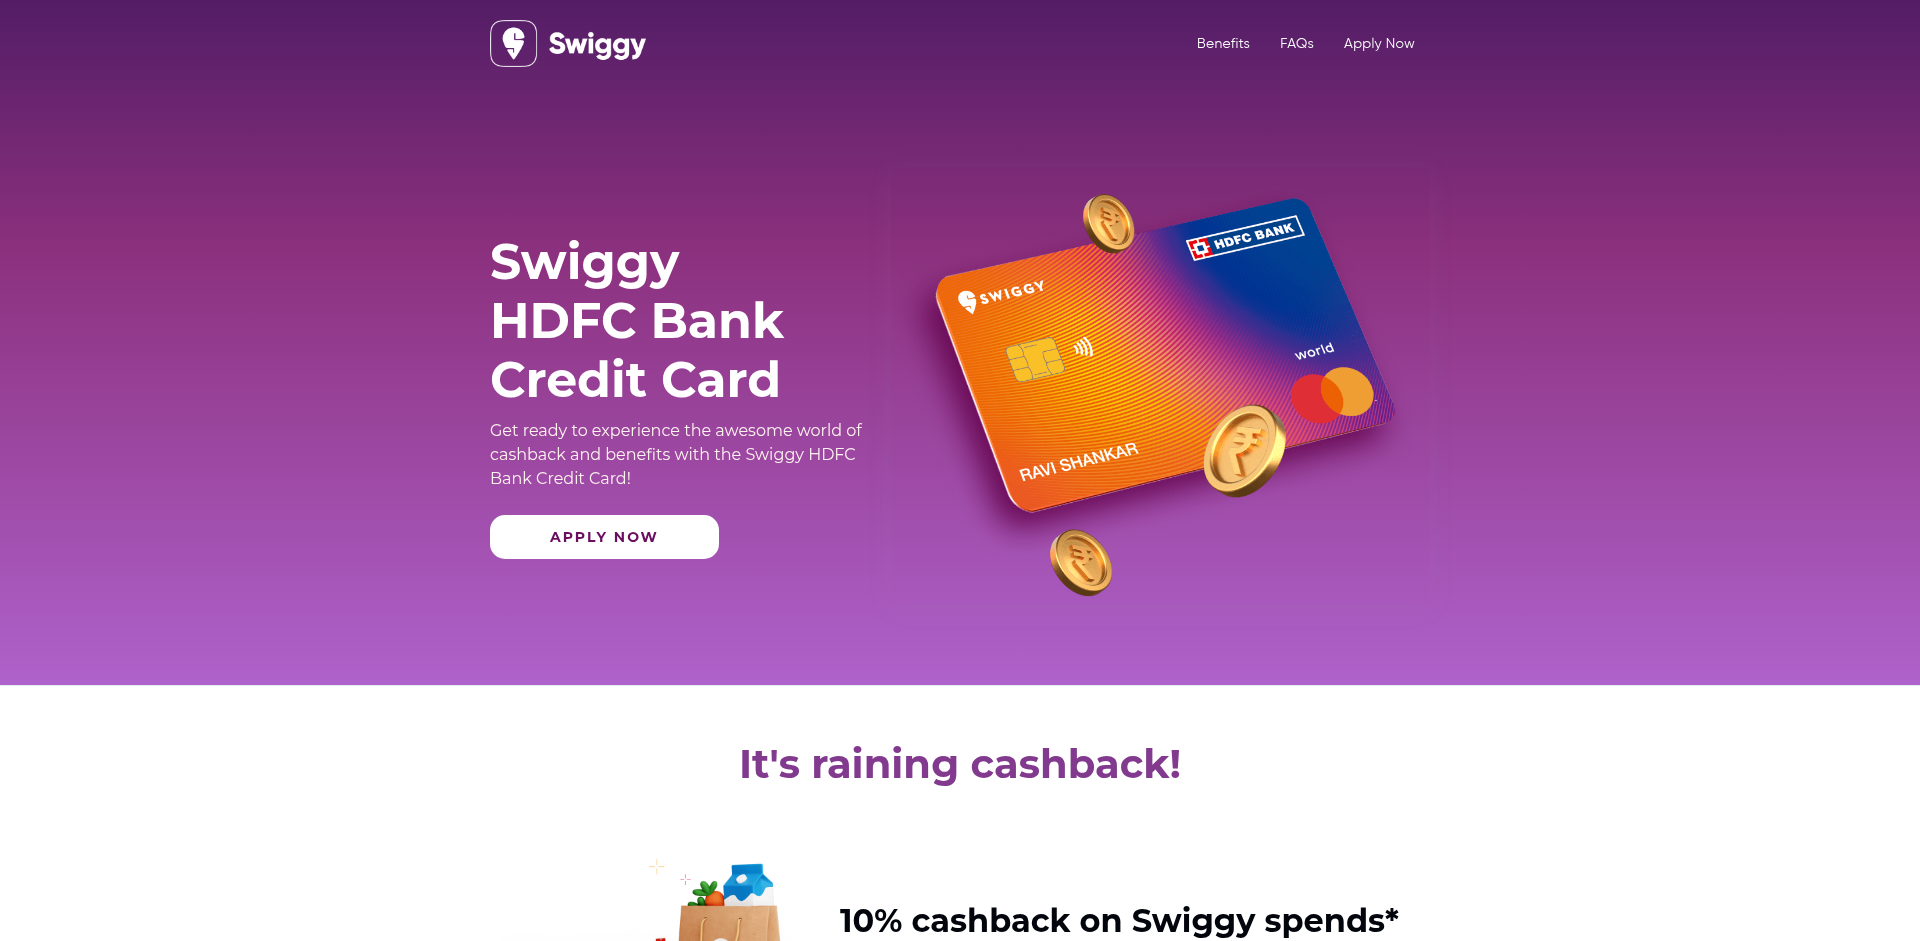 Swiggy
Benefits
FAQs
Apply Now
Swiggy
HDFC Bank
Credit Card
Get ready to experience the awesome world of
cashback and benefits with the Swiggy HDFC
Bank Credit Card!
APPLY NOW
HDFC BANK
SWIGGY
world
RAVI SHANKAR
It's raining cashback!
10% cashback on Swiggy spends*